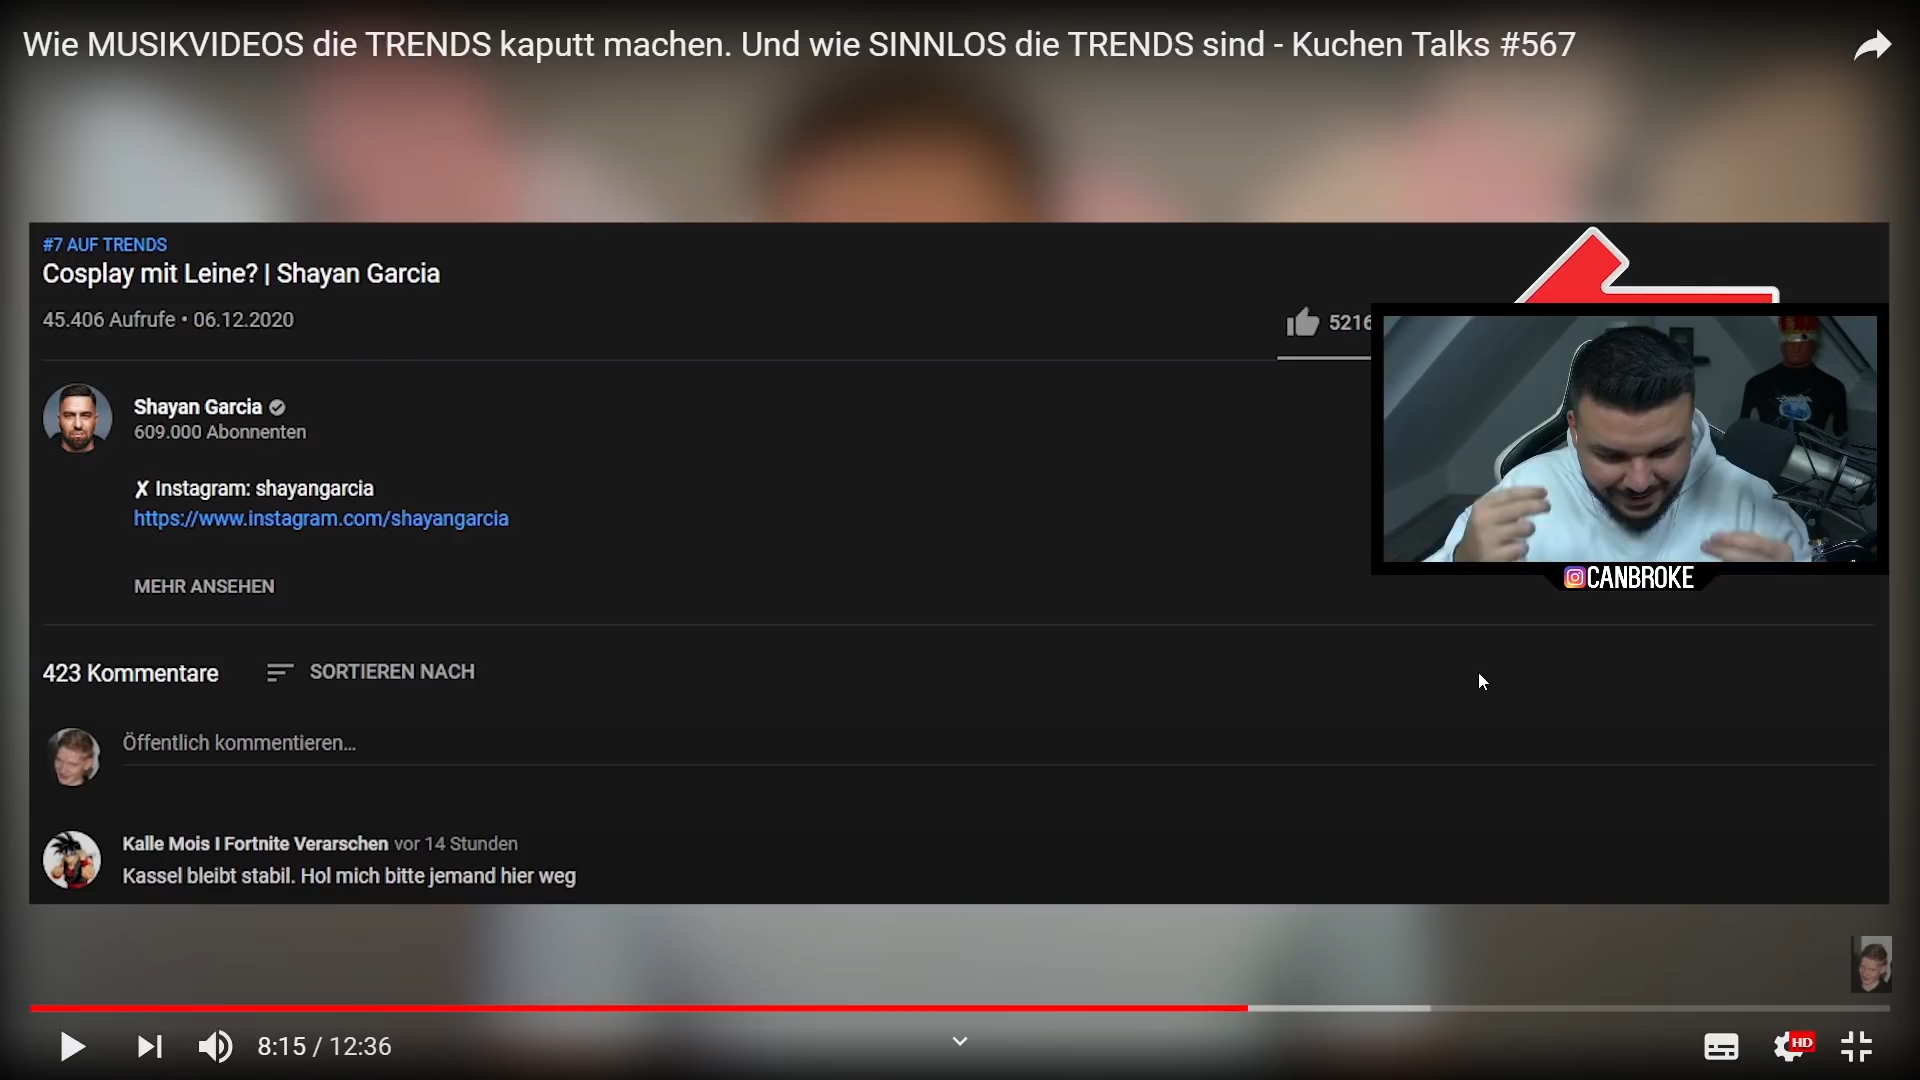 Wie MUSIKVIDEOS die TRENDS kaputt machen. Und wie SINNLOS die TRENDS sind - Kuchen Talks #567
#7 AUF TRENDS
Cosplay mit Leine? | Shayan Garcia
45.406 Aufrufe • 06.12.2020
5216
Shayan Garcia
609.000 Abonnenten
✗ Instagram: shayangarcia
https://www.instagram.com/shayangarcia
MEHR ANSEHEN
CANBROKE
423 Kommentare
SORTIEREN NACH
Öffentlich kommentieren...
Kalle Mois I Fortnite Verarschen vor 14 Stunden
Kassel bleibt stabil. Hol mich bitte jemand hier weg
8:15 / 12:36
HD